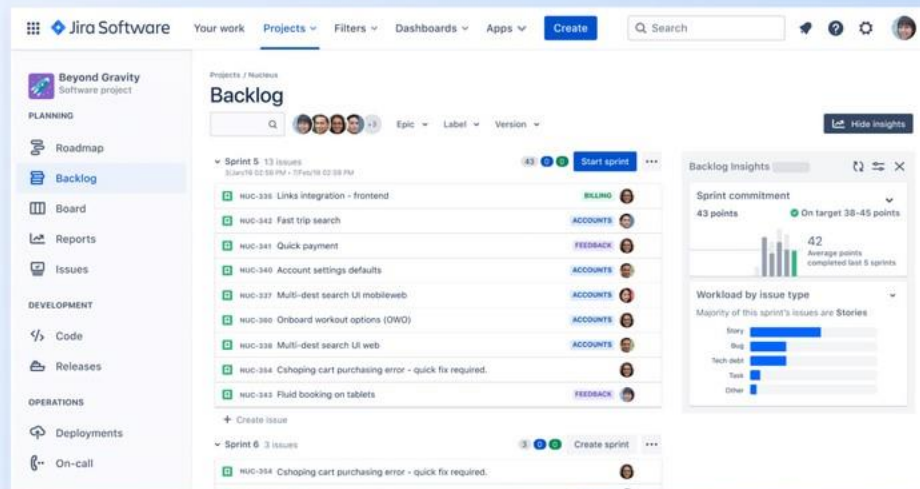 Jira Software
Your work Projects Filters Dashboards Apps Create Search
Beyond Gravity
Software project
PLANNING
Roadmap
Backlog
Board
Reports
Issues
DEVELOPMENT
Code
Releases
OPERATIONS
Deployments
On-call
Projects / Nucleus
Backlog
+3 Epic Label Version Hide insights
Sprint 5 13 issues 43 0 0 Start sprint
NUC-335 Links integration - frontend BILLING
NUC-342 Fast trip search ACCOUNTS
NUC-341 Quick payment FEEDBACK
NUC-340 Account settings defaults ACCOUNTS
NUC-337 Multi-dest search UI mobileweb ACCOUNTS
NUC-360 Onboard workout options (OWO) ACCOUNTS
NUC-338 Multi-dest search UI web ACCOUNTS
NUC-354 Cshoping cart purchasing error - quick fix required.
NUC-343 Fluid booking on tablets FEEDBACK
+ Create issue
Sprint 6 3 issues 3 0 0 Create sprint
NUC-354 Cshoping cart purchasing error - quick fix required.
Backlog Insights
Sprint commitment
43 points On target 38-45 points
42
Average points
completed last 5 sprints
Workload by issue type
Majority of this sprint's issues are Stories
Story
Bug
Tech debt
Task
Other